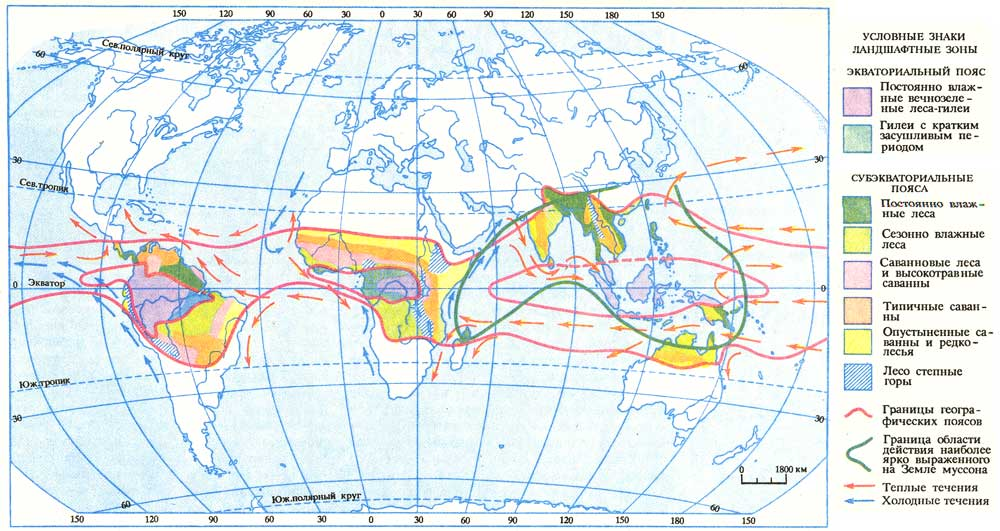 150 120 90 60 30 0 30 60 90 120 150
Сев.полярный круг
60
60
30
30
Сев.тропик
Экватор
0
0
Юж.тропик
30
30
0 1800 км
Юж.полярный круг
60
60
150 120 90 60 30 0 30 60 90 120 150 180 150
УСЛОВНЫЕ ЗНАКИ
ЛАНДШАФТНЫЕ ЗОНЫ
ЭКВАТОРИАЛЬНЫЙ ПОЯС
Постоянно влаж-
ные вечнозеле-
ные леса-гилеи
Гилеи с кратким
засушливым пе-
риодом
СУБЭКВАТОРИАЛЬНЫЕ
ПОЯСА
Постоянно влаж-
ные леса
Сезонно влажные
леса
Саванновые леса
и высокотравные
саванны
Типичные саван-
ны
Опустыненные са-
ванны и редко-
лесья
Лесо степные
горы
Границы геогра-
фических поясов
Граница области
действия наиболее
ярко выраженного
на Земле муссона
Теплые течения
Холодные течения